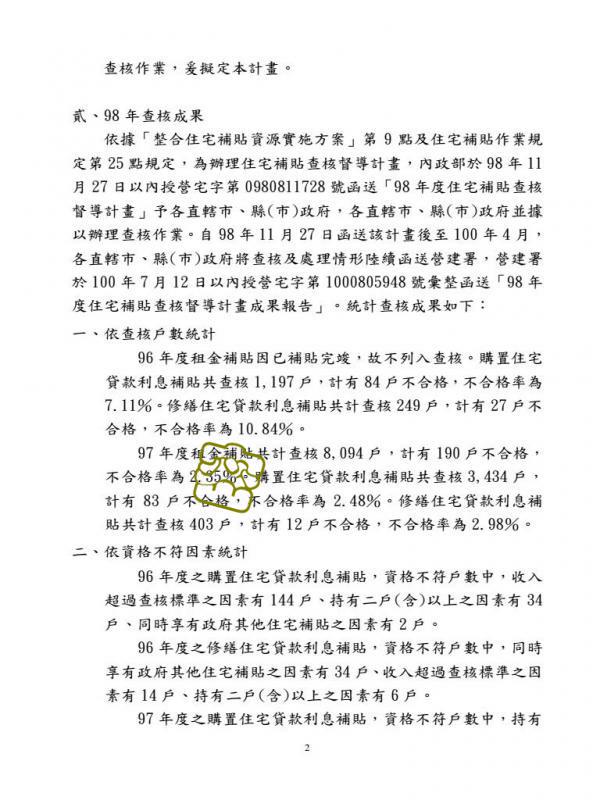 查核作業，爰擬定本計畫。
貳、98 年查核成果
依據「整合住宅補貼資源實施方案」第 9 點及住宅補貼作業規
定第 25 點規定，為辦理住宅補貼查核督導計畫，內政部於 98 年 11
月 27 日以內授營宅字第 0980811728 號函送「98 年度住宅補貼查核
督導計畫」予各直轄市、縣(市)政府，各直轄市、縣(市)政府並據
以辦理查核作業。自 98 年 11 月 27 日函送該計畫後至 100 年 4 月，
各直轄市、縣(市)政府將查核及處理情形陸續函送營建署，營建署
於 100 年 7 月 12 日以內授營宅字第 1000805948 號彙整函送「98 年
度住宅補貼查核督導計畫成果報告」。統計查核成果如下：
一、依查核戶數統計
96 年度租金補貼因已補貼完竣，故不列入查核。購置住宅
貸款利息補貼共查核 1,197 戶，計有 84 戶不合格，不合格率為
7.11%。修繕住宅貸款利息補貼共計查核 249 戶，計有 27 戶不
合格，不合格率為 10.84%。
97 年度租金補貼共計查核 8,094 戶，計有 190 戶不合格，
不合格率為 2.35%。購置住宅貸款利息補貼共查核 3,434 戶，
計有 83 戶不合格，不合格率為 2.48%。修繕住宅貸款利息補
貼共計查核 403 戶，計有 12 戶不合格，不合格率為 2.98%。
二、依資格不符因素統計
96 年度之購置住宅貸款利息補貼，資格不符戶數中，收入
超過查核標準之因素有 144 戶、持有二戶(含)以上之因素有 34
戶、同時享有政府其他住宅補貼之因素有 2 戶。
96 年度之修繕住宅貸款利息補貼，資格不符戶數中，同時
享有政府其他住宅補貼之因素有 34 戶、收入超過查核標準之因
素有 14 戶、持有二戶(含)以上之因素有 6 戶。
97 年度之購置住宅貸款利息補貼，資格不符戶數中，持有
2